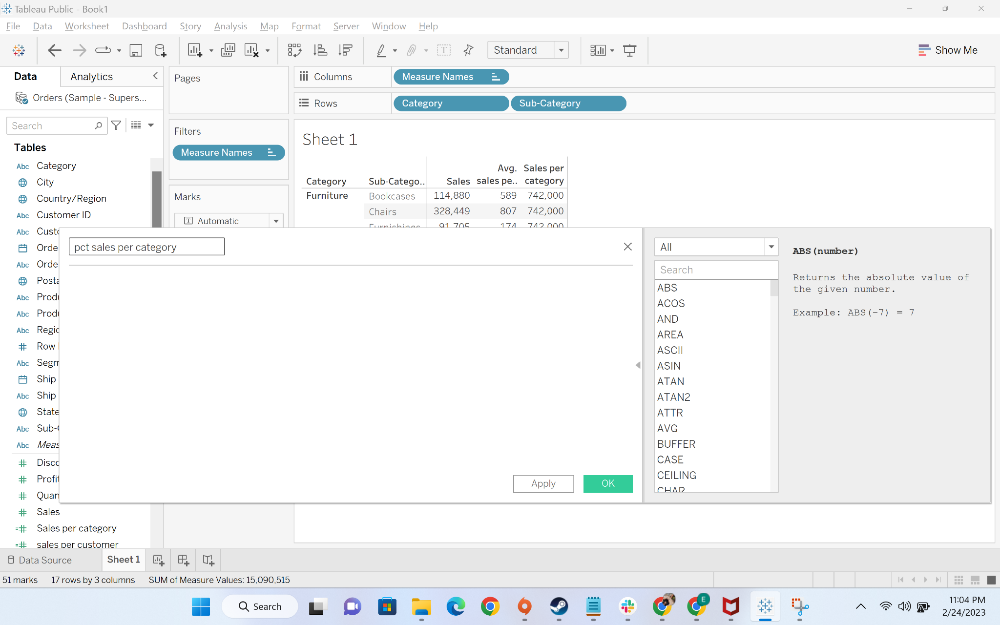 Tableau Public - Book1
File Data Worksheet Dashboard Story Analysis Map Format Server Window Help
Standard
Show Me
Data
Analytics
Pages
Columns
Measure Names
Orders (Sample - Supers...
Rows
Category
Sub-Category
Search
Filters
Measure Names
Sheet 1
Tables
Abc Category
City
Country/Region
Abc Customer ID
Abc Custo
Orde
Abc Orde
Posta
Abc Produ
Abc Produ
Abc Regio
Row
Abc Segm
Ship
Abc Ship
State
Abc Sub-C
Abc Meas
Disco
Profit
Quan
Sales
Sales per category
sales per customer
Marks
Automatic
Category Sub-Catego.. Sales Avg. sales pe.. Sales per category
Furniture Bookcases 114,880 589 742,000
Chairs 328,449 807 742,000
Furnishings 91,705 174 742,000
pct sales per category
Apply
OK
All
Search
ABS
ACOS
AND
AREA
ASCII
ASIN
ATAN
ATAN2
ATTR
AVG
BUFFER
CASE
CEILING
CHAR
ABS(number)
Returns the absolute value of
the given number.
Example: ABS(-7) = 7
Data Source
Sheet 1
51 marks 17 rows by 3 columns SUM of Measure Values: 15,090,515
Search
E
11:04 PM
2/24/2023